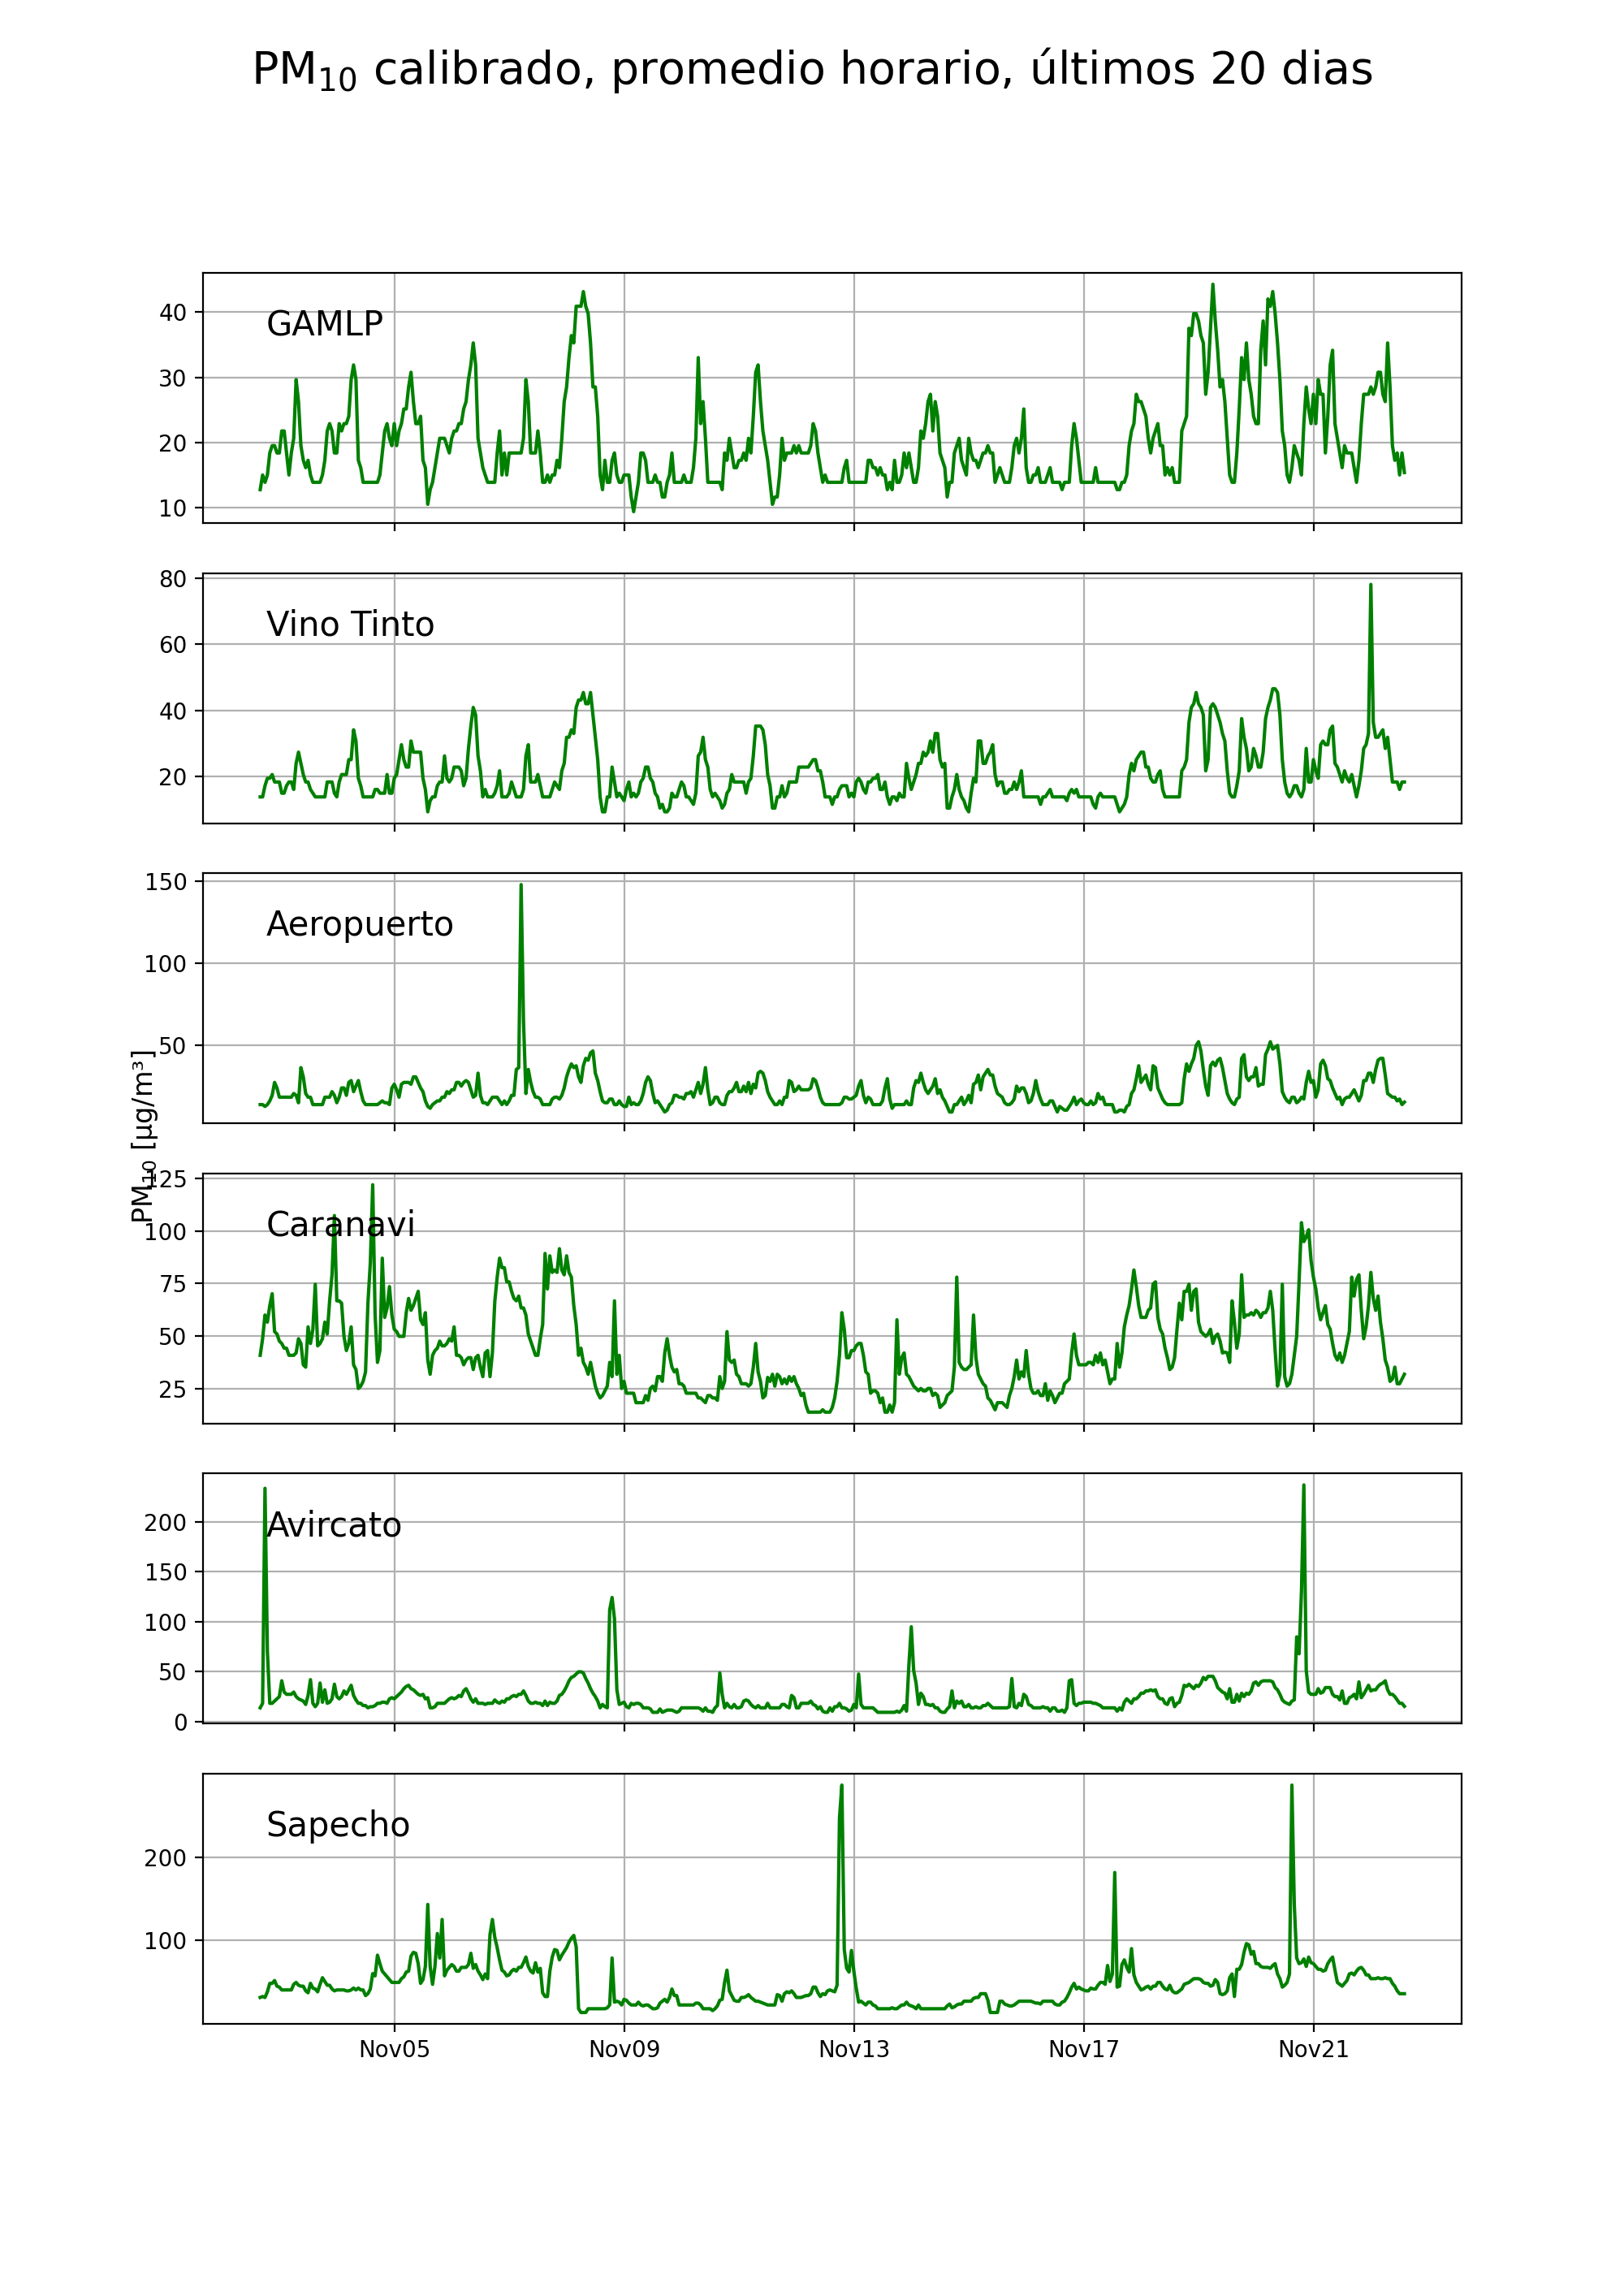 PM₁₀ calibrado, promedio horario, últimos 20 dias
GAMLP
40
30
20
10
Vino Tinto
80
60
40
20
Aeropuerto
150
100
50
PM₁₀ [µg/m³]
Caranavi
125
100
75
50
25
Avircato
200
150
100
50
0
Sapecho
200
100
Nov05 Nov09 Nov13 Nov17 Nov21